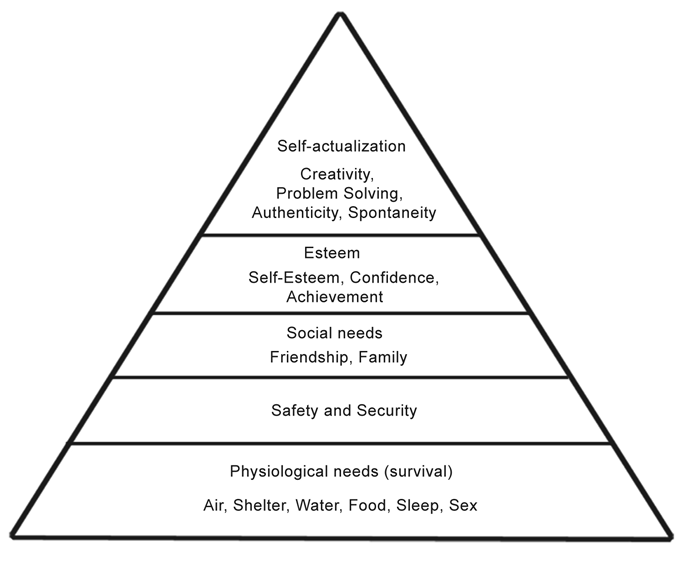 Self-actualization
Creativity,
Problem Solving,
Authenticity, Spontaneity
Esteem
Self-Esteem, Confidence,
Achievement
Social needs
Friendship, Family
Safety and Security
Physiological needs (survival)
Air, Shelter, Water, Food, Sleep, Sex